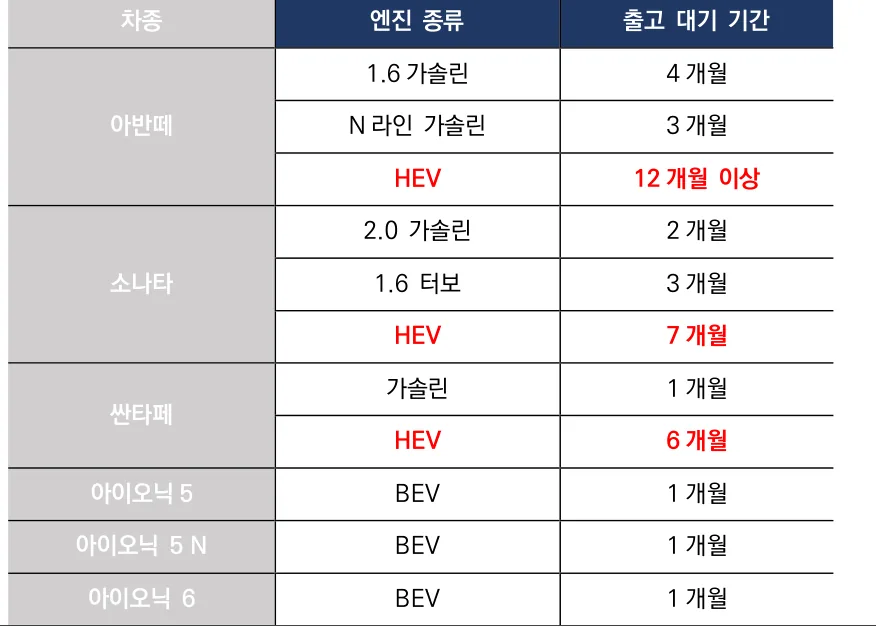 차종 엔진 종류 출고 대기 기간
아반떼 1.6 가솔린 4 개월
N 라인 가솔린 3 개월
HEV 12 개월 이상
소나타 2.0 가솔린 2 개월
1.6 터보 3 개월
HEV 7 개월
싼타페 가솔린 1 개월
HEV 6 개월
아이오닉 5 BEV 1 개월
아이오닉 5 N BEV 1 개월
아이오닉 6 BEV 1 개월